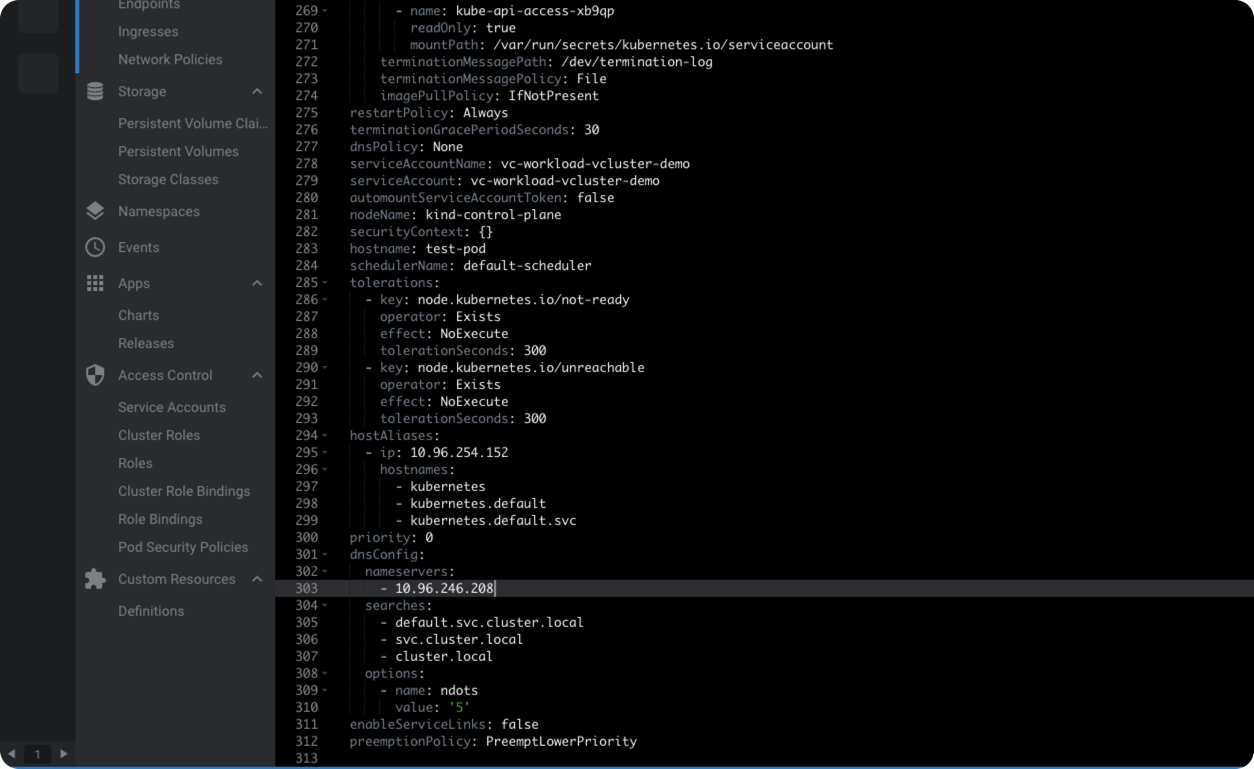 Endpoints
Ingresses
Network Policies
Storage
Persistent Volume Clai...
Persistent Volumes
Storage Classes
Namespaces
Events
Apps
Charts
Releases
Access Control
Service Accounts
Cluster Roles
Roles
Cluster Role Bindings
Role Bindings
Pod Security Policies
Custom Resources
Definitions
1
269 - name: kube-api-access-xb9qp
270 readOnly: true
271 mountPath: /var/run/secrets/kubernetes.io/serviceaccount
272 terminationMessagePath: /dev/termination-log
273 terminationMessagePolicy: File
274 imagePullPolicy: IfNotPresent
275 restartPolicy: Always
276 terminationGracePeriodSeconds: 30
277 dnsPolicy: None
278 serviceAccountName: vc-workload-vcluster-demo
279 serviceAccount: vc-workload-vcluster-demo
280 automountServiceAccountToken: false
281 nodeName: kind-control-plane
282 securityContext: {}
283 hostname: test-pod
284 schedulerName: default-scheduler
285 tolerations:
286 - key: node.kubernetes.io/not-ready
287 operator: Exists
288 effect: NoExecute
289 tolerationSeconds: 300
290 - key: node.kubernetes.io/unreachable
291 operator: Exists
292 effect: NoExecute
293 tolerationSeconds: 300
294 hostAliases:
295 - ip: 10.96.254.152
296 hostnames:
297 - kubernetes
298 - kubernetes.default
299 - kubernetes.default.svc
300 priority: 0
301 dnsConfig:
302 nameservers:
303 - 10.96.246.208
304 searches:
305 - default.svc.cluster.local
306 - svc.cluster.local
307 - cluster.local
308 options:
309 - name: ndots
310 value: '5'
311 enableServiceLinks: false
312 preemptionPolicy: PreemptLowerPriority
313